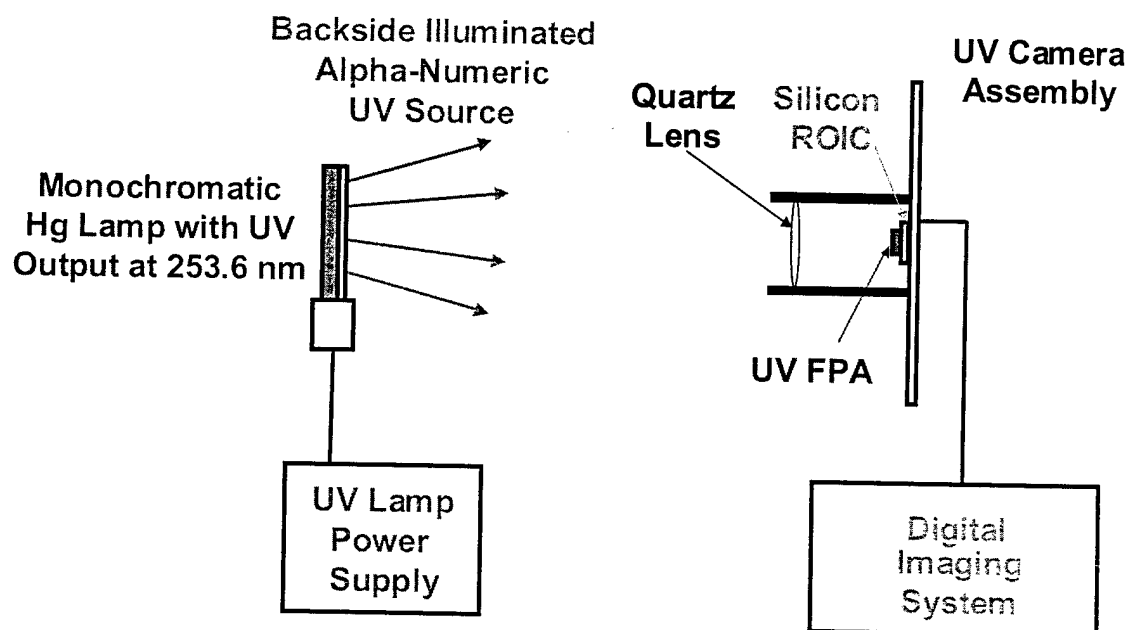 Backside Illuminated
Alpha-Numeric
UV Source
Monochromatic
Hg Lamp with UV
Output at 253.6 nm
UV Lamp
Power
Supply
Quartz
Lens
Silicon
ROIC
UV Camera
Assembly
UV FPA
Digital
Imaging
System